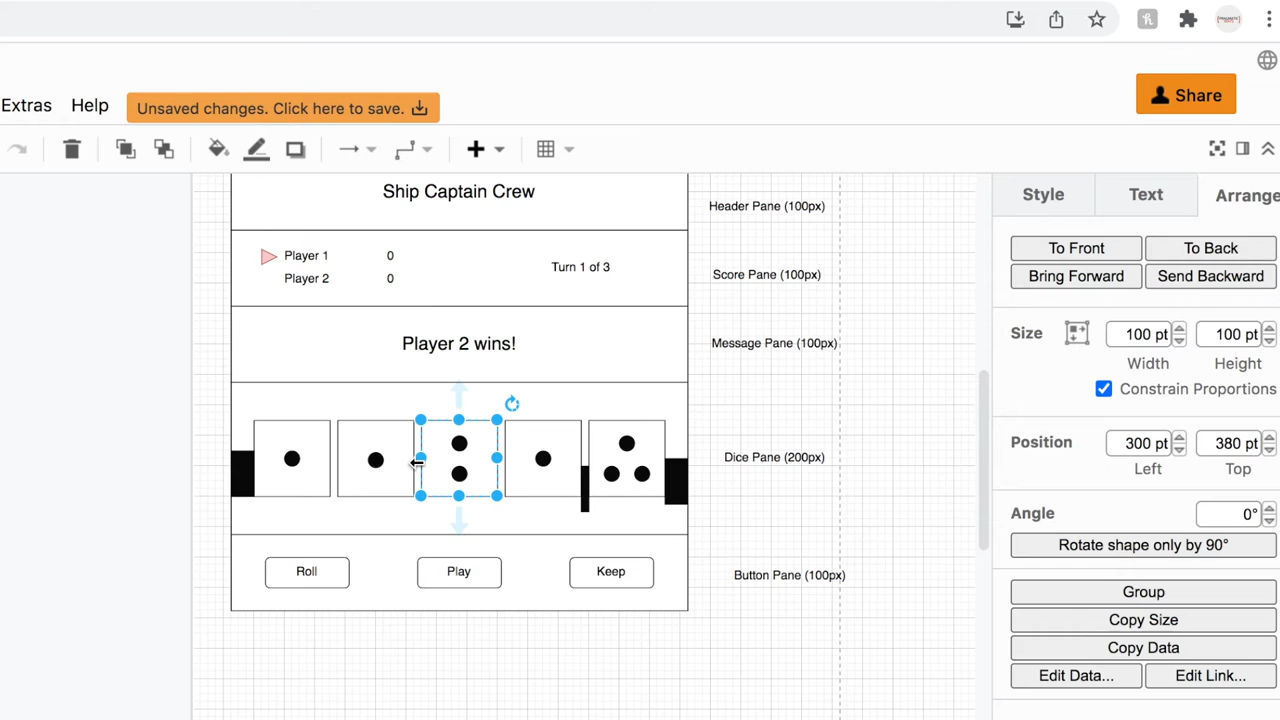 Extras Help Unsaved changes. Click here to save. Share
Style Text Arrange
Ship Captain Crew
Header Pane (100px)
Player 1 0
Player 2 0
Turn 1 of 3
Score Pane (100px)
Player 2 wins!
Message Pane (100px)
Dice Pane (200px)
Roll Play Keep
Button Pane (100px)
To Front To Back
Bring Forward Send Backward
Size 100 pt 100 pt
Width Height
Constrain Proportions
Position 300 pt 380 pt
Left Top
Angle 0°
Rotate shape only by 90°
Group
Copy Size
Copy Data
Edit Data... Edit Link...